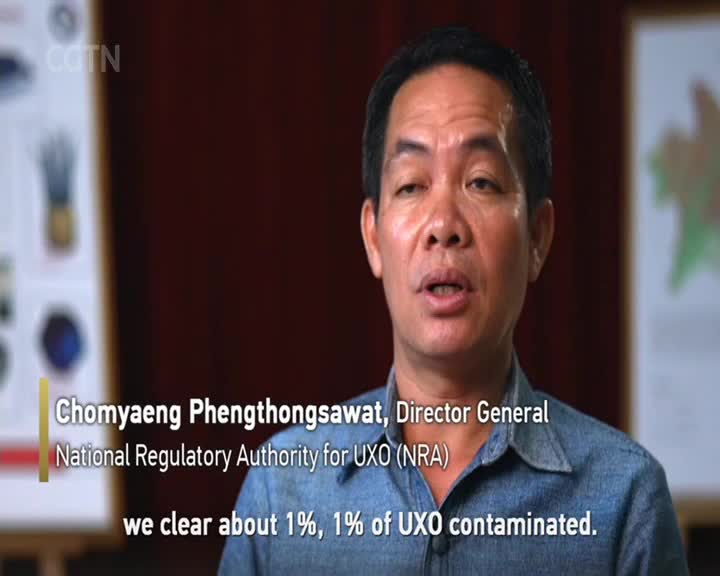 CGTN
Chomyaeng Phengthongsawat, Director General
National Regulatory Authority for UXO (NRA)
we clear about 1%, 1% of UXO contaminated.